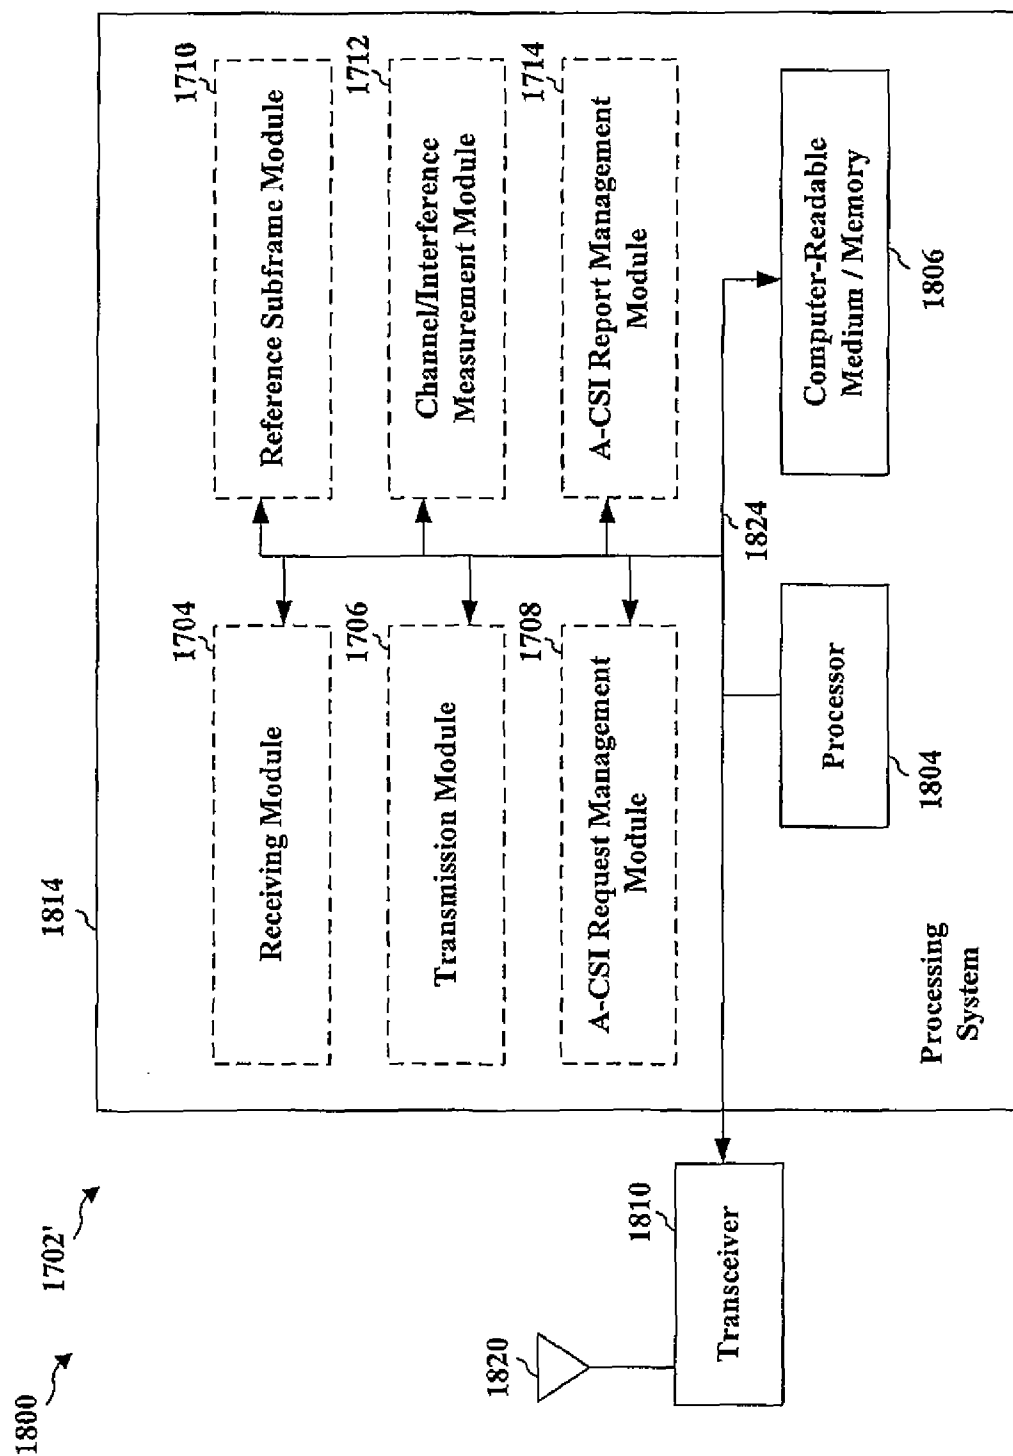 1800
1702'
1814
1704
Receiving Module
1710
Reference Subframe Module
1706
Transmission Module
1712
Channel/Interference
Measurement Module
1708
A-CSI Request Management
Module
1714
A-CSI Report Management
Module
1820
1810
Transceiver
1824
Processor
1804
Computer-Readable
Medium / Memory
1806
Processing
System